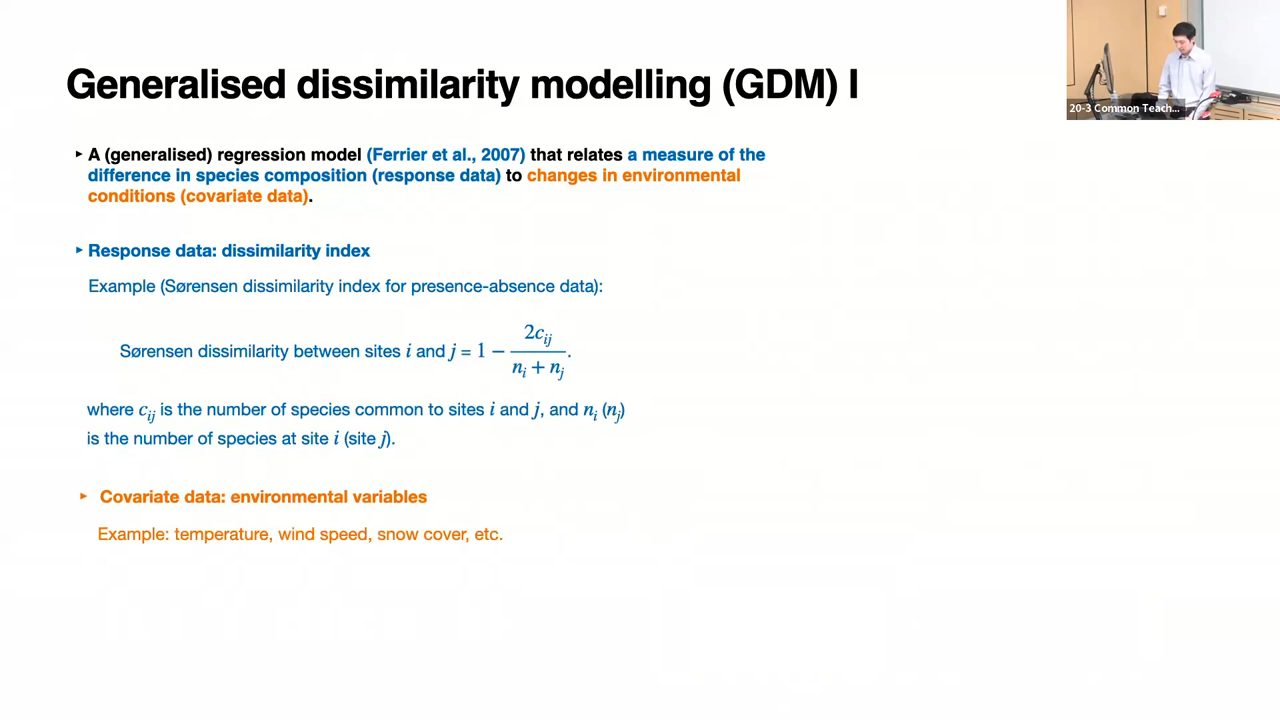 Generalised dissimilarity modelling (GDM) I
20-3 Common Teach...
‣ A (generalised) regression model (Ferrier et al., 2007) that relates a measure of the
difference in species composition (response data) to changes in environmental
conditions (covariate data).
‣ Response data: dissimilarity index
Example (Sørensen dissimilarity index for presence-absence data):
Sørensen dissimilarity between sites i and j = 1 − 2c_ij / (n_i + n_j).
where c_ij is the number of species common to sites i and j, and n_i (n_j)
is the number of species at site i (site j).
‣ Covariate data: environmental variables
Example: temperature, wind speed, snow cover, etc.